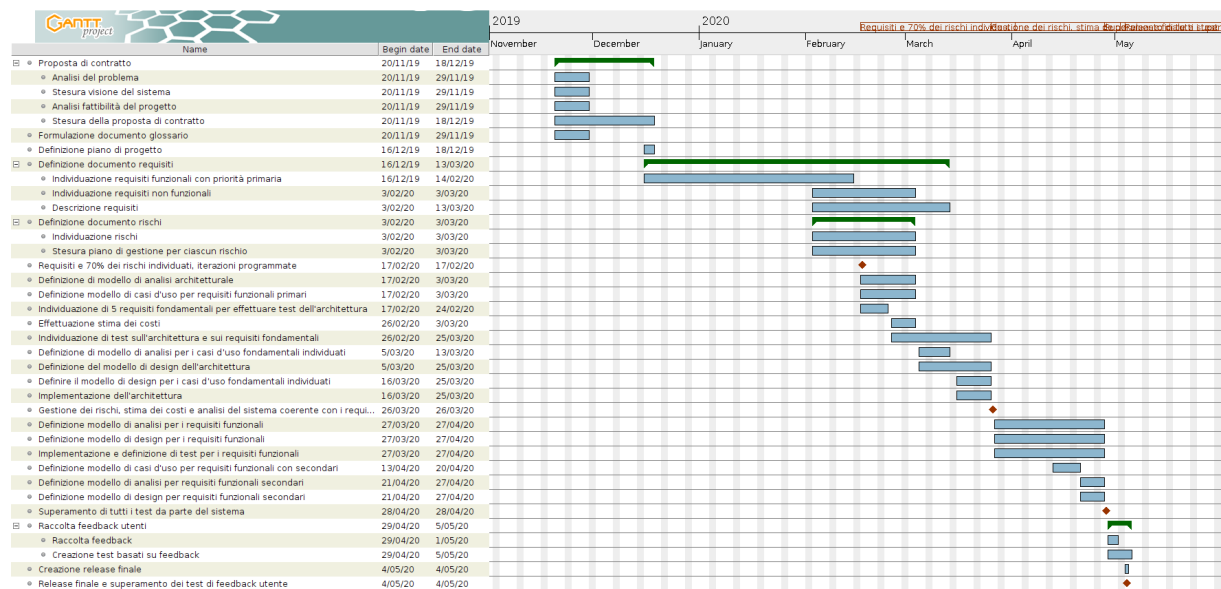 GANTT
project
2019
2020
Requisiti e 70% dei rischi
November
December
January
February
March
April
May
Name Begin date End date
Proposta di contratto 20/11/19 18/12/19
Analisi del problema 20/11/19 29/11/19
Stesura visione del sistema 20/11/19 29/11/19
Analisi fattibilità del progetto 20/11/19 29/11/19
Stesura della proposta di contratto 20/11/19 18/12/19
Formulazione documento glossario 20/11/19 29/11/19
Definizione piano di progetto 16/12/19 18/12/19
Definizione documento requisiti 16/12/19 13/03/20
Individuazione requisiti funzionali con priorità primaria 16/12/19 14/02/20
Individuazione requisiti non funzionali 3/02/20 3/03/20
Descrizione requisiti 3/02/20 13/03/20
Definizione documento rischi 3/02/20 3/03/20
Individuazione rischi 3/02/20 3/03/20
Stesura piano di gestione per ciascun rischio 3/02/20 3/03/20
Requisiti e 70% dei rischi individuati, iterazioni programmate 17/02/20 17/02/20
Definizione di modello di analisi architetturale 17/02/20 3/03/20
Definizione modello di casi d'uso per requisiti funzionali primari 17/02/20 3/03/20
Individuazione di 5 requisiti fondamentali per effettuare test dell'architettura 17/02/20 24/02/20
Effettuazione stima dei costi 26/02/20 3/03/20
Individuazione di test sull'architettura e sui requisiti fondamentali 26/02/20 25/03/20
Definizione di modello di analisi per i casi d'uso fondamentali individuati 5/03/20 13/03/20
Definizione del modello di design dell'architettura 5/03/20 25/03/20
Definire il modello di design per i casi d'uso fondamentali individuati 16/03/20 25/03/20
Implementazione dell'architettura 16/03/20 25/03/20
Gestione dei rischi, stima dei costi e analisi del sistema coerente con i requi... 26/03/20 26/03/20
Definizione modello di analisi per i requisiti funzionali 27/03/20 27/04/20
Definizione modello di design per i requisiti funzionali 27/03/20 27/04/20
Implementazione e definizione di test per i requisiti funzionali 27/03/20 27/04/20
Definizione modello di casi d'uso per requisiti funzionali con secondari 13/04/20 20/04/20
Definizione modello di analisi per requisiti funzionali secondari 21/04/20 27/04/20
Definizione modello di design per requisiti funzionali secondari 21/04/20 27/04/20
Superamento di tutti i test da parte del sistema 28/04/20 28/04/20
Raccolta feedback utenti 29/04/20 5/05/20
Raccolta feedback 29/04/20 1/05/20
Creazione test basati su feedback 29/04/20 5/05/20
Creazione release finale 4/05/20 4/05/20
Release finale e superamento dei test di feedback utente 4/05/20 4/05/20